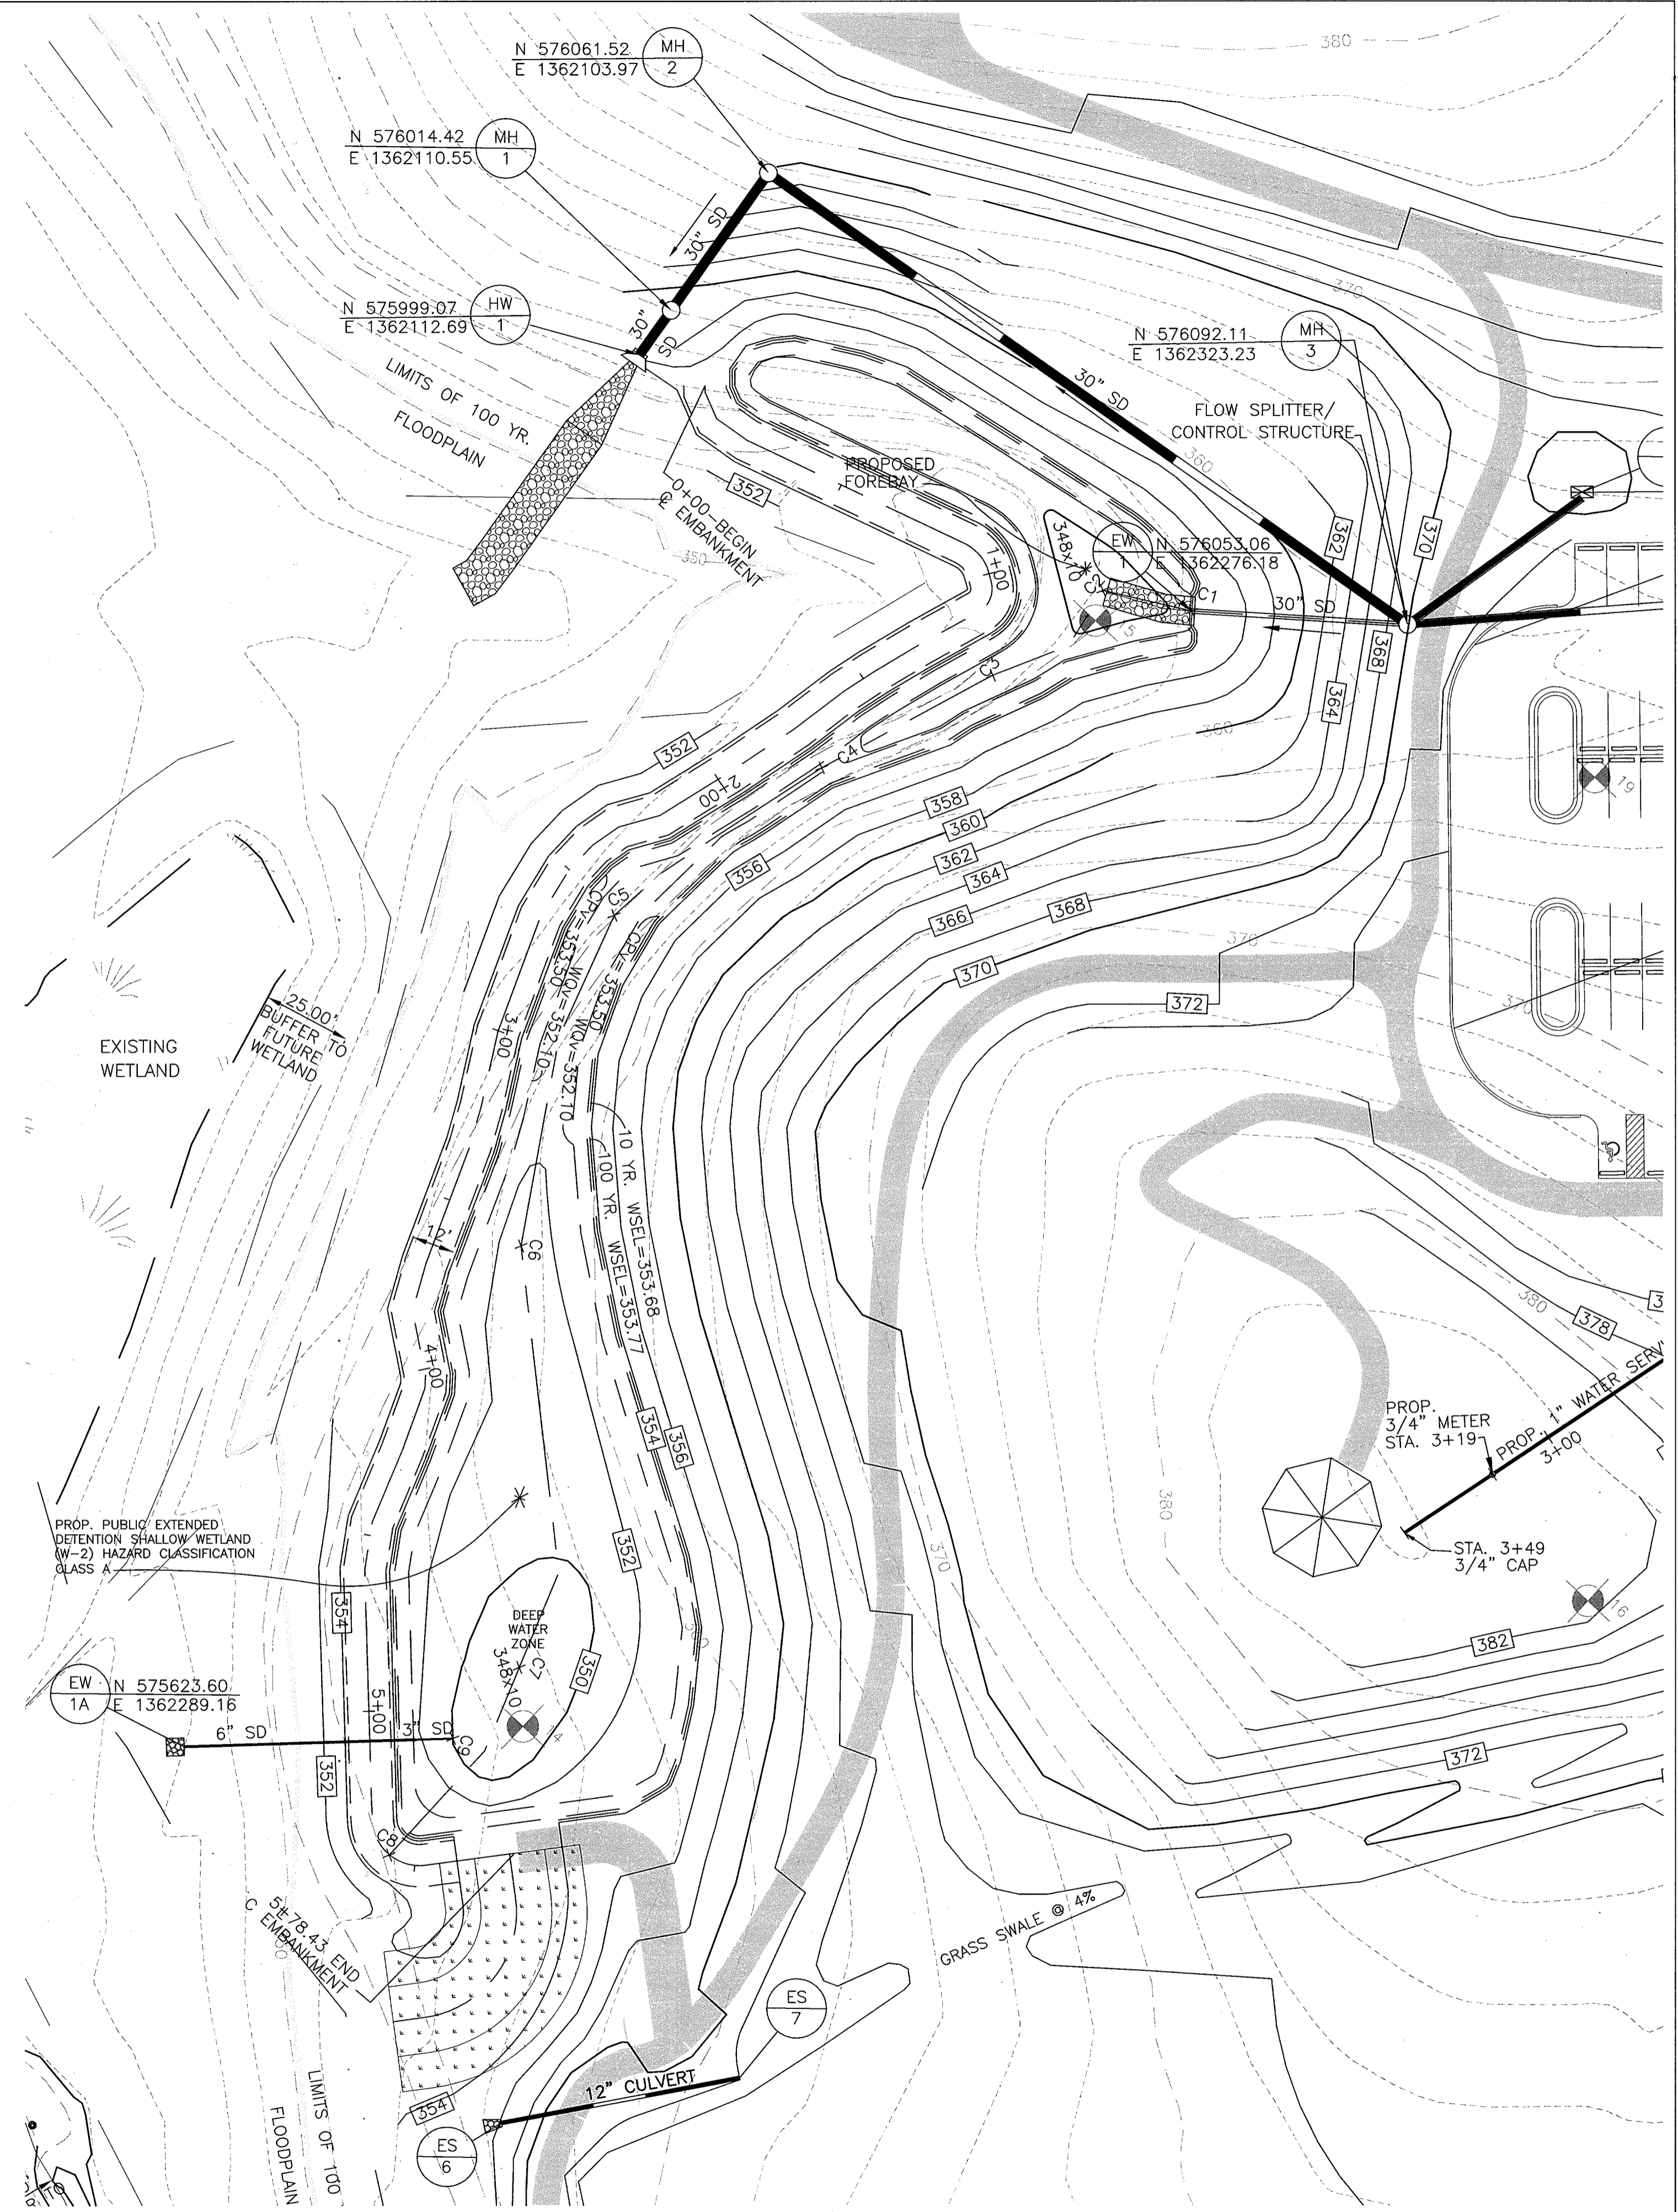 380
N 576061.52
E 1362103.97
MH
2
N 576014.42
E 1362110.55
MH
1
30" SD
N 575999.07
E 1362112.69
HW
1
30"
SD
370
N 576092.11
E 1362323.23
MH
3
LIMITS OF 100 YR.
FLOODPLAIN
30" SD
FLOW SPLITTER/
CONTROL STRUCTURE
360
PROPOSED
FOREBAY
352
0+00-BEGIN
℄ EMBANKMENT
350
1+00
348x10
C2
EW
1
N 576053.06
E 1362276.18
C1
30" SD
362
370
368
364
15
C3
360
352
C4
2+00
19
358
360
356
362
364
366
368
370
370
372
C5
CPv=353.50
WQv=352.10
CPv=353.50
WQv=352.10
3+00
25.00'
BUFFER TO
FUTURE
WETLAND
EXISTING
WETLAND
10 YR. WSEL=353.68
100 YR. WSEL=353.77
12'
C6
4+00
354
356
380
378
PROP. 1" WATER SERV
3+00
PROP.
3/4" METER
STA. 3+19
STA. 3+49
3/4" CAP
380
370
16
382
372
PROP. PUBLIC EXTENDED
DETENTION SHALLOW WETLAND
(W-2) HAZARD CLASSIFICATION
CLASS A
352
354
DEEP
WATER
ZONE
C7
348x10
350
14
EW
1A
N 575623.60
E 1362289.16
6" SD
3" SD
5+00
C9
352
C8
5+78.43 END
C EMBANKMENT
GRASS SWALE @ 4%
ES
7
12" CULVERT
354
ES
6
LIMITS OF 100
FLOODPLAIN